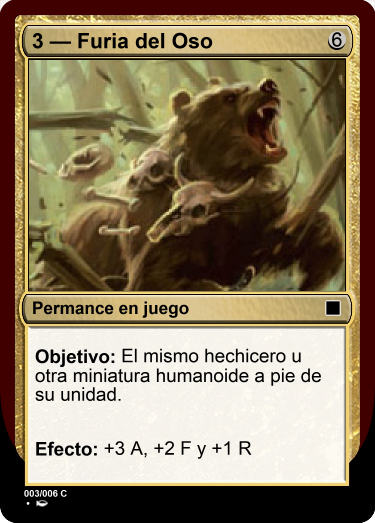 3 — Furia del Oso
6
Permance en juego
Objetivo: El mismo hechicero u
otra miniatura humanoide a pie de
su unidad.
Efecto: +3 A, +2 F y +1 R
003/006 C